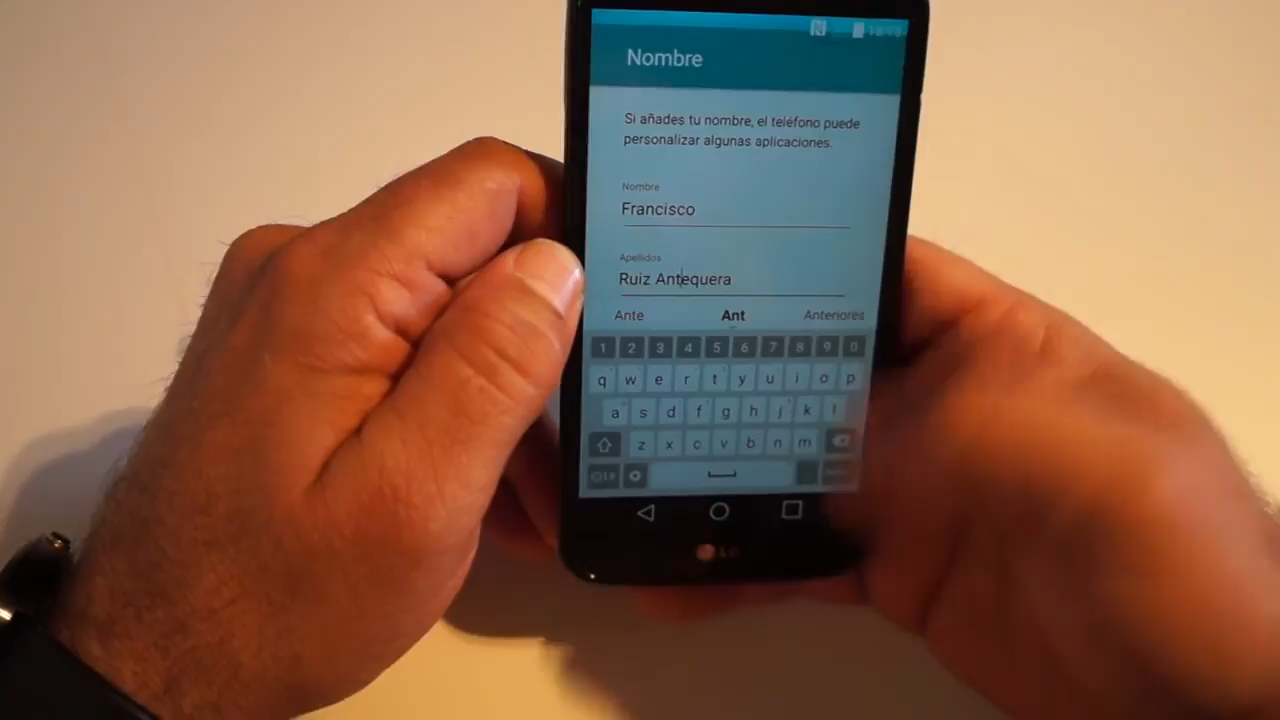 Nombre
Si añades tu nombre, el teléfono puede
personalizar algunas aplicaciones.
Nombre
Francisco
Apellidos
Ruiz Antequera
Ante Ant Anteriores
1 2 3 4 5 6 7 8 9 0
q w e r t y u i o p
a s d f g h j k l
z x c v b n m
LG